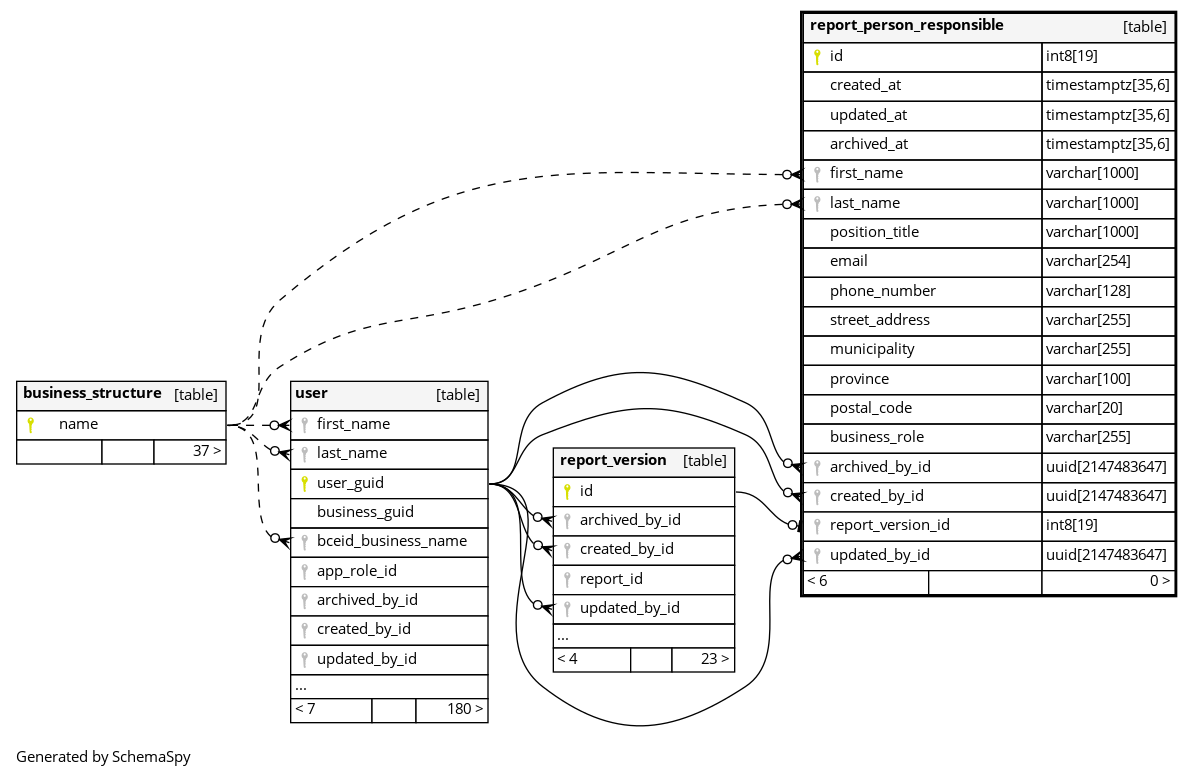 report_person_responsible [table]
id int8[19]
created_at timestamptz[35,6]
updated_at timestamptz[35,6]
archived_at timestamptz[35,6]
first_name varchar[1000]
last_name varchar[1000]
position_title varchar[1000]
email varchar[254]
phone_number varchar[128]
street_address varchar[255]
municipality varchar[255]
province varchar[100]
postal_code varchar[20]
business_role varchar[255]
archived_by_id uuid[2147483647]
created_by_id uuid[2147483647]
report_version_id int8[19]
updated_by_id uuid[2147483647]
< 6 0 >
business_structure [table]
name
37 >
user [table]
first_name
last_name
user_guid
business_guid
bceid_business_name
app_role_id
archived_by_id
created_by_id
updated_by_id
...
< 7 180 >
report_version [table]
id
archived_by_id
created_by_id
report_id
updated_by_id
...
< 4 23 >
Generated by SchemaSpy